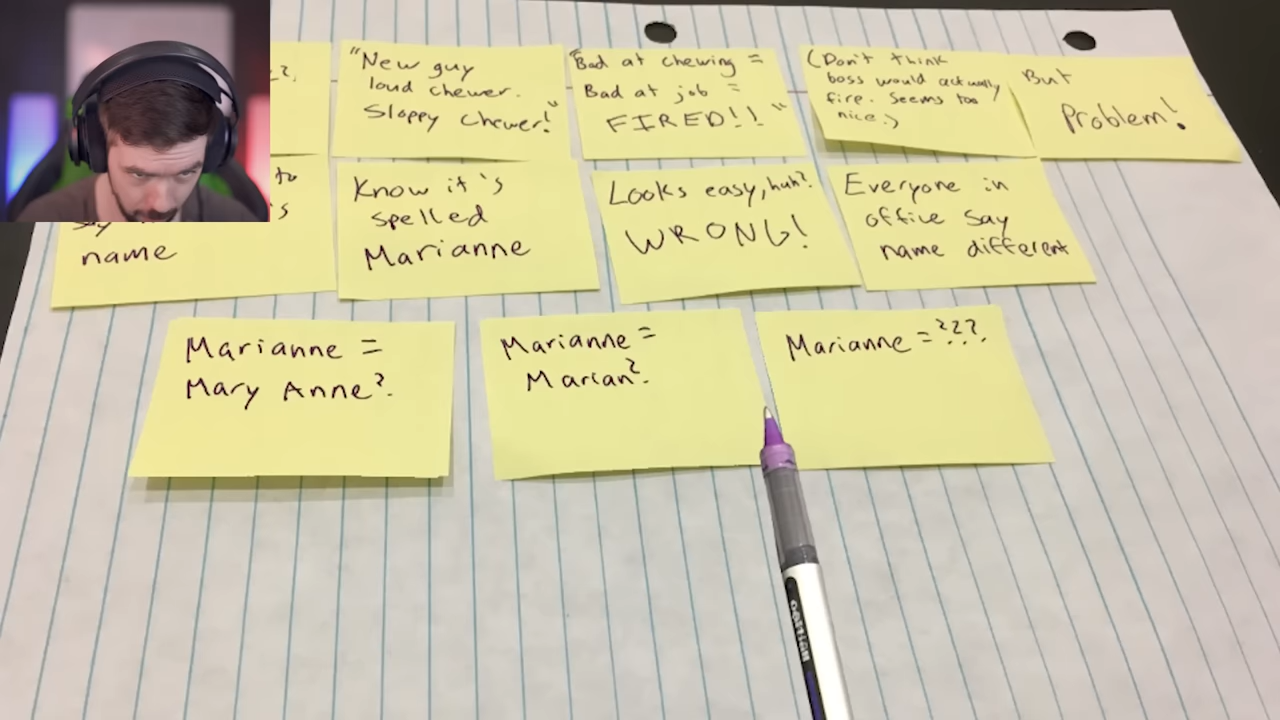 "New guy
loud chewer.
Sloppy chewer!"
"Bad at chewing =
Bad at job =
FIRED!! "
(Don't think
boss would actually
fire. Seems too
nice.)
But
Problem!
to
say
name
Know it's
spelled
Marianne
Looks easy, huh?
WRONG!
Everyone in
office say
name different
Marianne =
Mary Anne?
Marianne =
Marian?
Marianne = ???